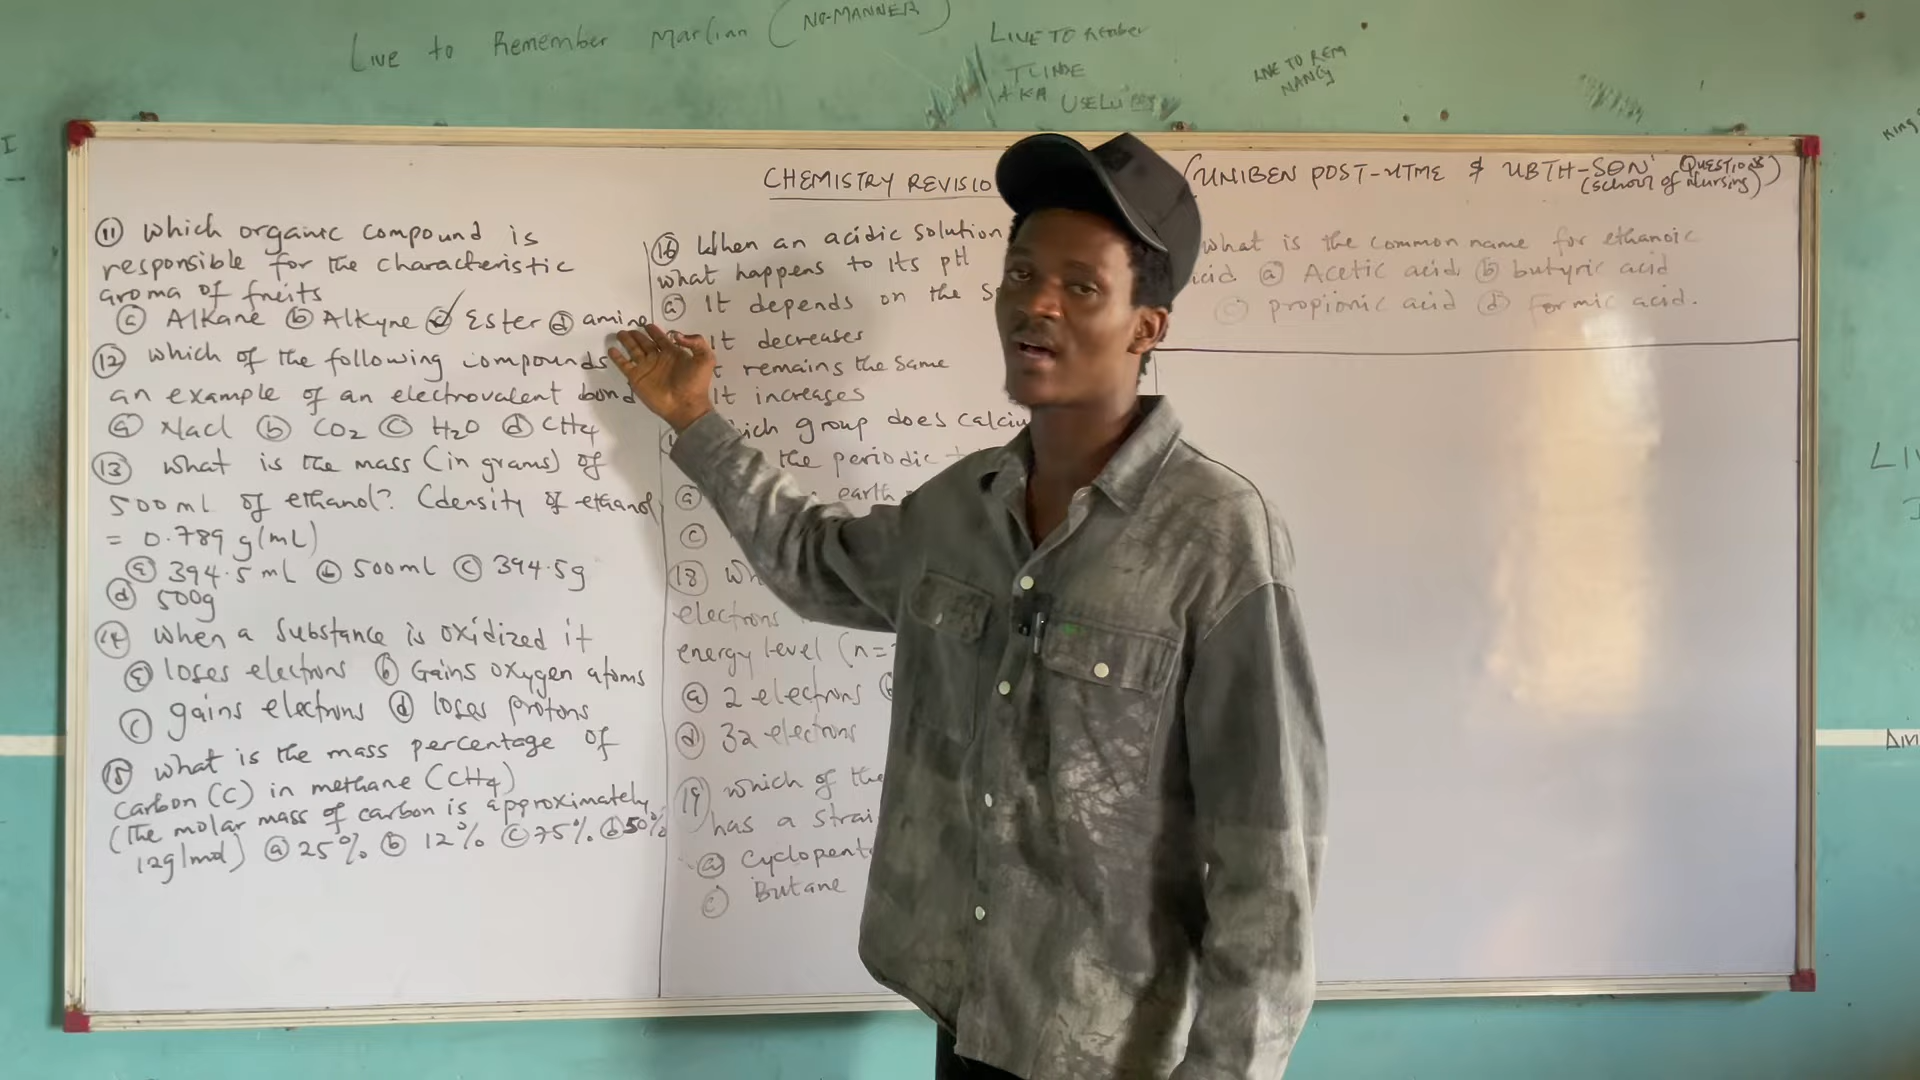 Live to Remember Marlian (NO-MANNER)
LIVE TO
TUNDE
AKA USELU
LIVE TO REM
NANCY
King
CHEMISTRY REVISIO
(UNIBEN POST-UTME & UBTH-SON QUESTIONS)
(school of Nursing)
11 Which organic compound is
responsible for the characteristic
aroma of fruits
a Alkane b Alkyne c Ester d amine
12 which of the following compounds
an example of an electrovalent bond
a Nacl b CO2 c H2O d CH4
13 What is the mass (in grams) of
500ml of ethanol? (density of ethanol
= 0.789 g/mL)
a 394.5 mL b 500mL c 394.5g
d 500g
14 When a substance is oxidized it
a loses electrons b Gains oxygen atoms
c gains electrons d loses protons
15 What is the mass percentage of
carbon (C) in methane (CH4)
(The molar mass of carbon is approximately
12g/mol) a 25% b 12% c 75% d 50%
16 When an acidic solution
what happens to its pH
a It depends on the
It decreases
remains the same
It increases
group does
the periodic
a earth
c
18
electrons
energy level (n=
a 2 electrons
d 32 electrons
19 which of the
has a
a
c Butane
what is the common name for ethanoic
a Acetic acid b butyric acid
c propionic acid d formic acid.